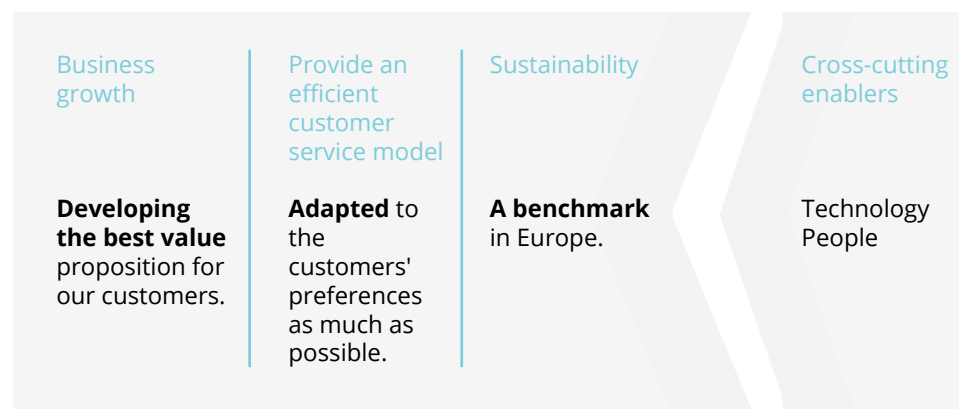 Business
growth
Developing
the best value
proposition for
our customers.
Provide an
efficient
customer
service model
Adapted to
the
customers'
preferences
as much as
possible.
Sustainability
A benchmark
in Europe.
Cross-cutting
enablers
Technology
People